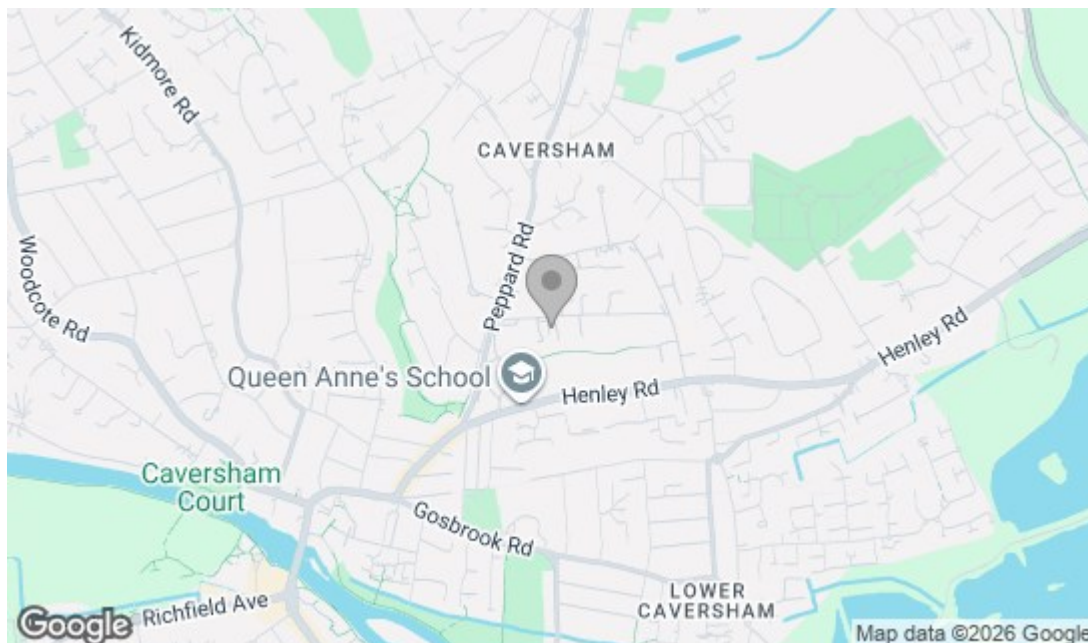 Kidmore Rd
CAVERSHAM
Woodcote Rd
Peppard Rd
Henley Rd
Queen Anne's School
Henley Rd
Caversham
Court
Gosbrook Rd
LOWER
CAVERSHAM
Richfield Ave
Google
Map data ©2026 Google